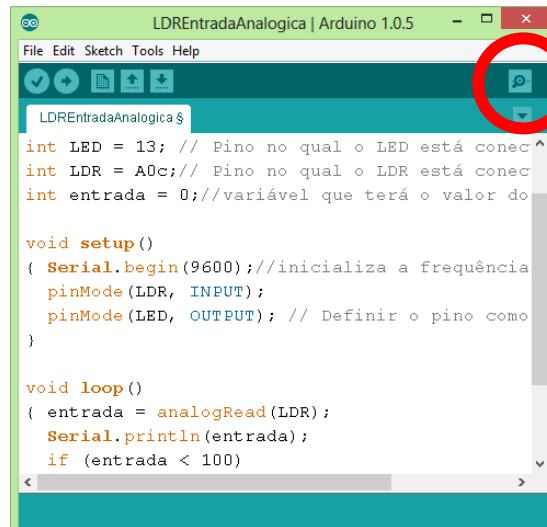 LDREntradaAnalogica | Arduino 1.0.5
File Edit Sketch Tools Help
LDREntradaAnalogica §
int LED = 13; // Pino no qual o LED está conec
int LDR = A0c;// Pino no qual o LDR está conec
int entrada = 0;//variável que terá o valor do
void setup()
{ Serial.begin(9600);//inicializa a frequência
pinMode(LDR, INPUT);
pinMode(LED, OUTPUT); // Definir o pino como
}
void loop()
{ entrada = analogRead(LDR);
Serial.println(entrada);
if (entrada < 100)